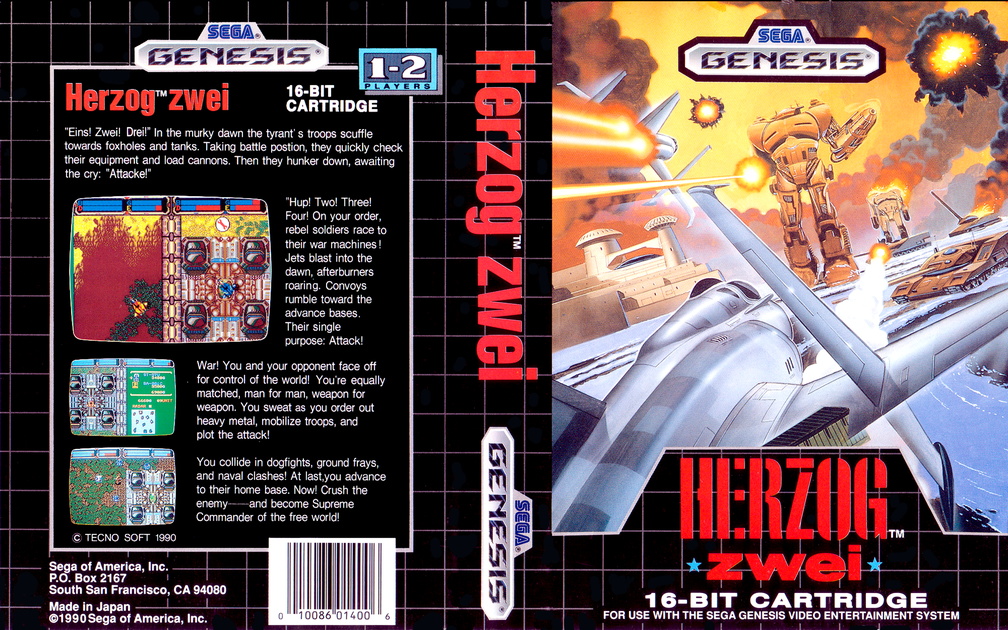 SEGA
GENESIS
1-2
PLAYERS
Herzog™ zwei
16-BIT
CARTRIDGE
"Eins! Zwei! Drei!" In the murky dawn the tyrant's troops scuffle
towards foxholes and tanks. Taking battle postion, they quickly check
their equipment and load cannons. Then they hunker down, awaiting
the cry: "Attacke!"
"Hup! Two! Three!
Four! On your order,
rebel soldiers race to
their war machines!
Jets blast into the
dawn, afterburners
roaring. Convoys
rumble toward the
advance bases.
Their single
purpose: Attack!
War! You and your opponent face off
for control of the world! You're equally
matched, man for man, weapon for
weapon. You sweat as you order out
heavy metal, mobilize troops, and
plot the attack!
You collide in dogfights, ground frays,
and naval clashes! At last,you advance
to their home base. Now! Crush the
enemy——and become Supreme
Commander of the free world!
© TECNO SOFT 1990
Sega of America, Inc.
P.O. Box 2167
South San Francisco, CA 94080
Made in Japan
©1990 Sega of America, Inc.
0 10086 01400 6
Herzog™ zwei
SEGA
GENESIS
SEGA
GENESIS
HERZOG™
zwei
16-BIT CARTRIDGE
FOR USE WITH THE SEGA GENESIS VIDEO ENTERTAINMENT SYSTEM